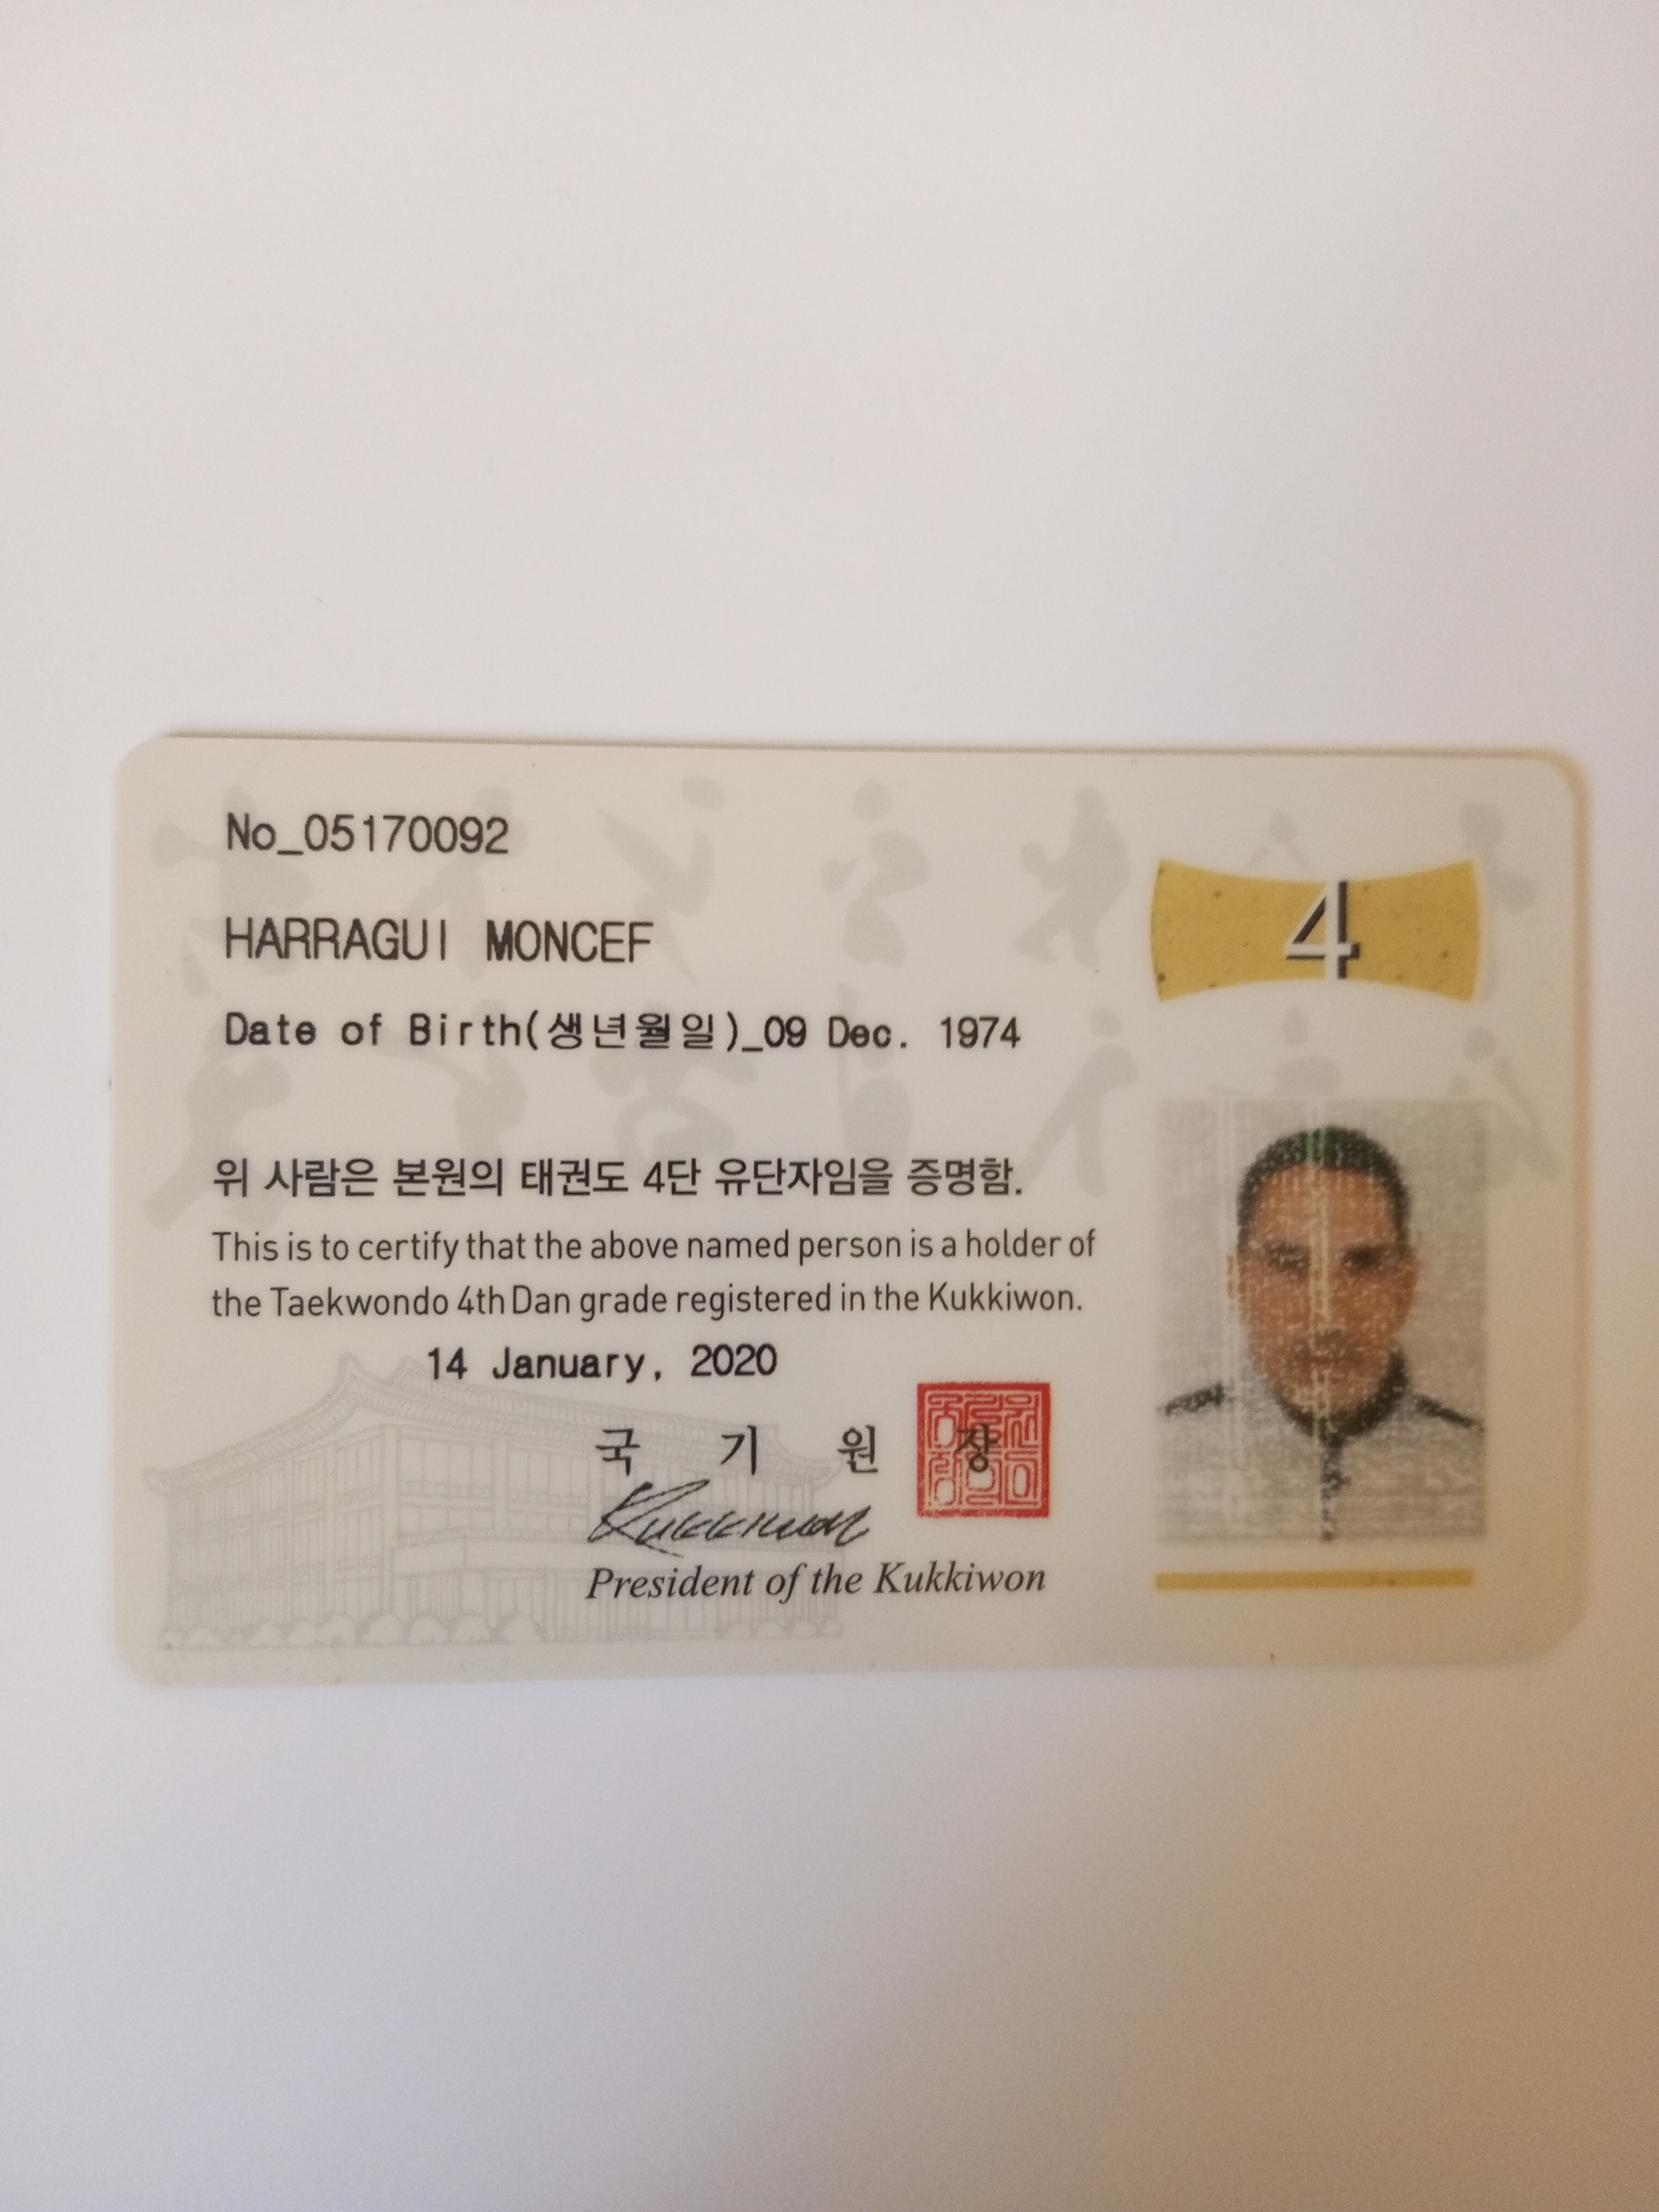 No_05170092
4
HARRAGUI MONCEF
Date of Birth(생년월일)_09 Dec. 1974
위 사람은 본원의 태권도 4단 유단자임을 증명함.
This is to certify that the above named person is a holder of
the Taekwondo 4th Dan grade registered in the Kukkiwon.
14 January, 2020
국 기 원 장
Kukkiwon
President of the Kukkiwon